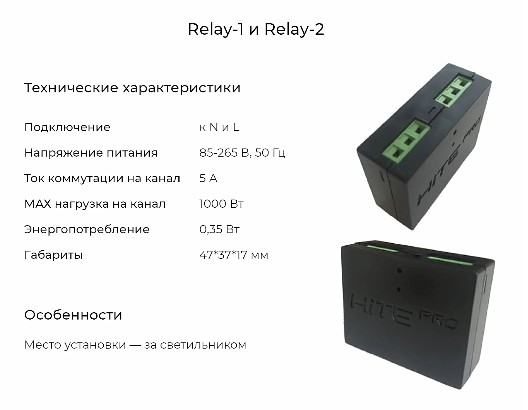 Relay-1 и Relay-2
Технические характеристики
Подключение к N и L
Напряжение питания 85-265 В, 50 Гц
Ток коммутации на канал 5 А
MAX нагрузка на канал 1000 Вт
Энергопотребление 0,35 Вт
Габариты 47*37*17 мм
Особенности
Место установки — за светильником
HiTE PRO
HiTE PRO